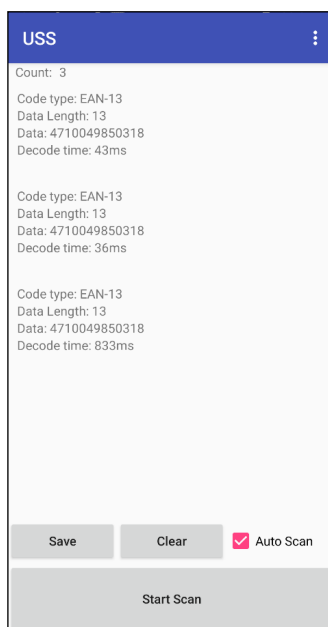 USS
Count: 3
Code type: EAN-13
Data Length: 13
Data: 4710049850318
Decode time: 43ms
Code type: EAN-13
Data Length: 13
Data: 4710049850318
Decode time: 36ms
Code type: EAN-13
Data Length: 13
Data: 4710049850318
Decode time: 833ms
Save Clear Auto Scan
Start Scan